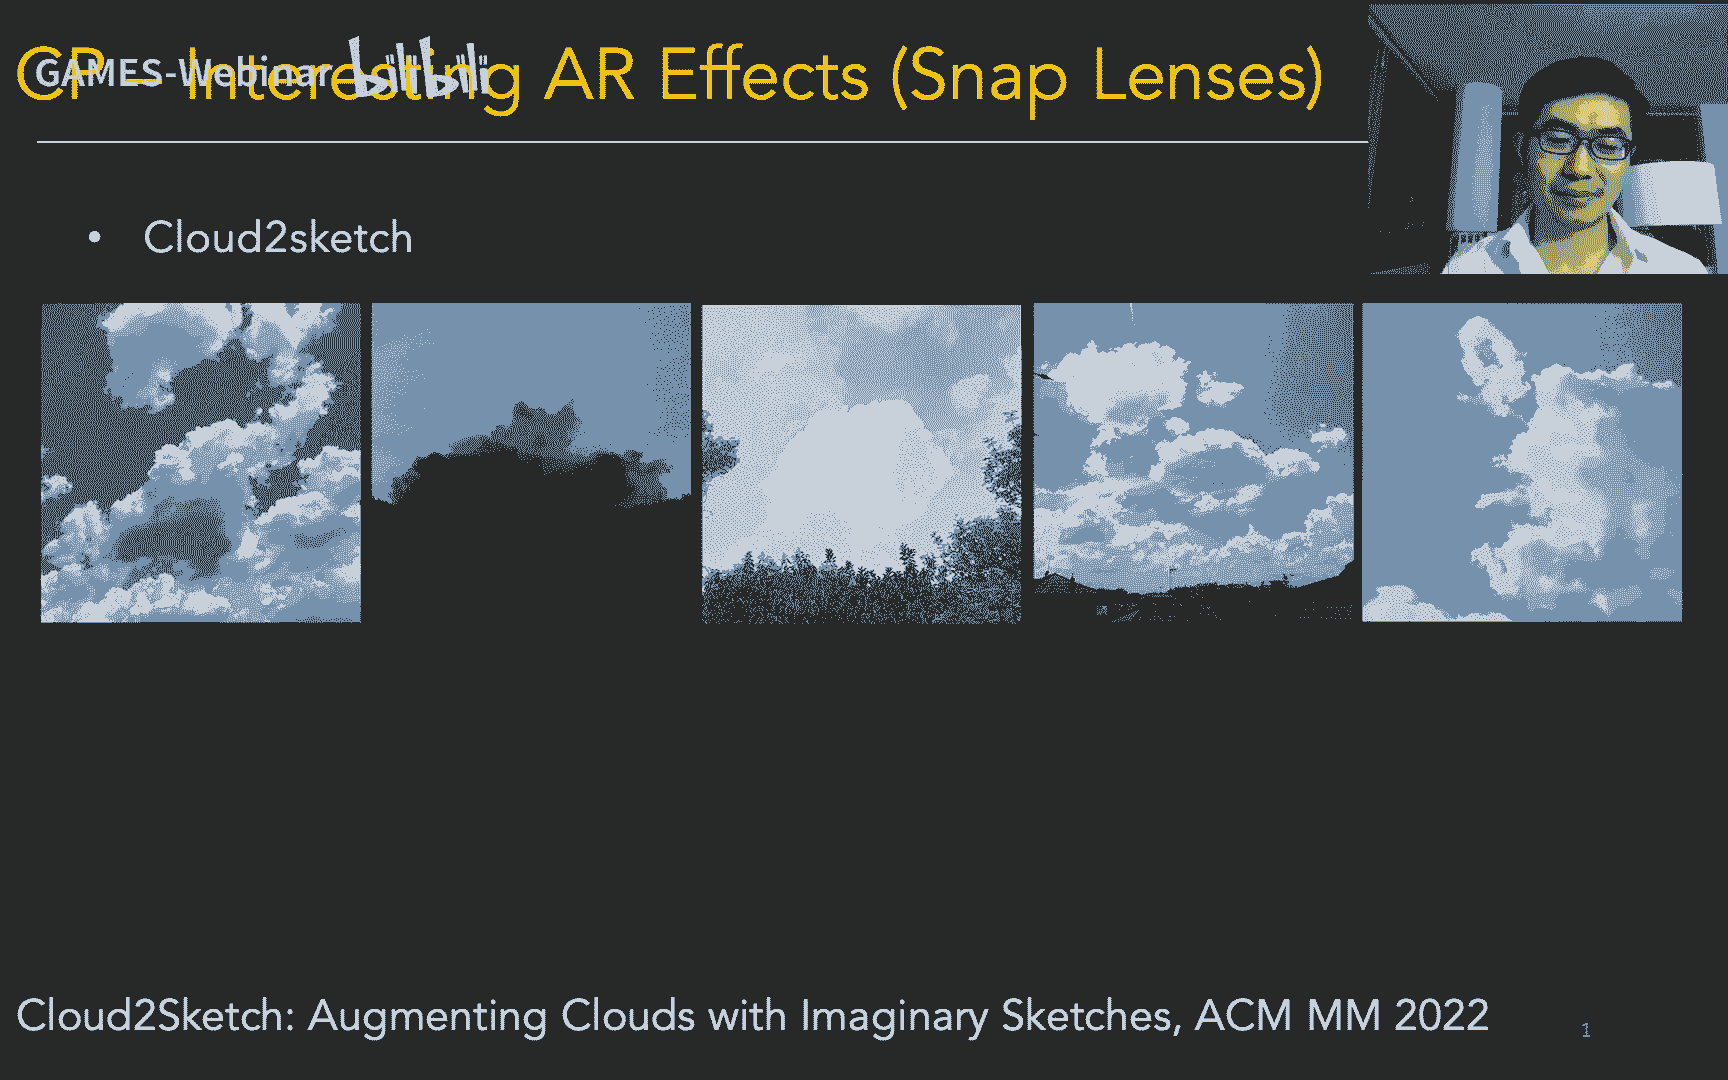 CP – Interesting AR Effects (Snap Lenses)
GAMES-Webinar bilibili
• Cloud2sketch
Cloud2Sketch: Augmenting Clouds with Imaginary Sketches, ACM MM 2022
1